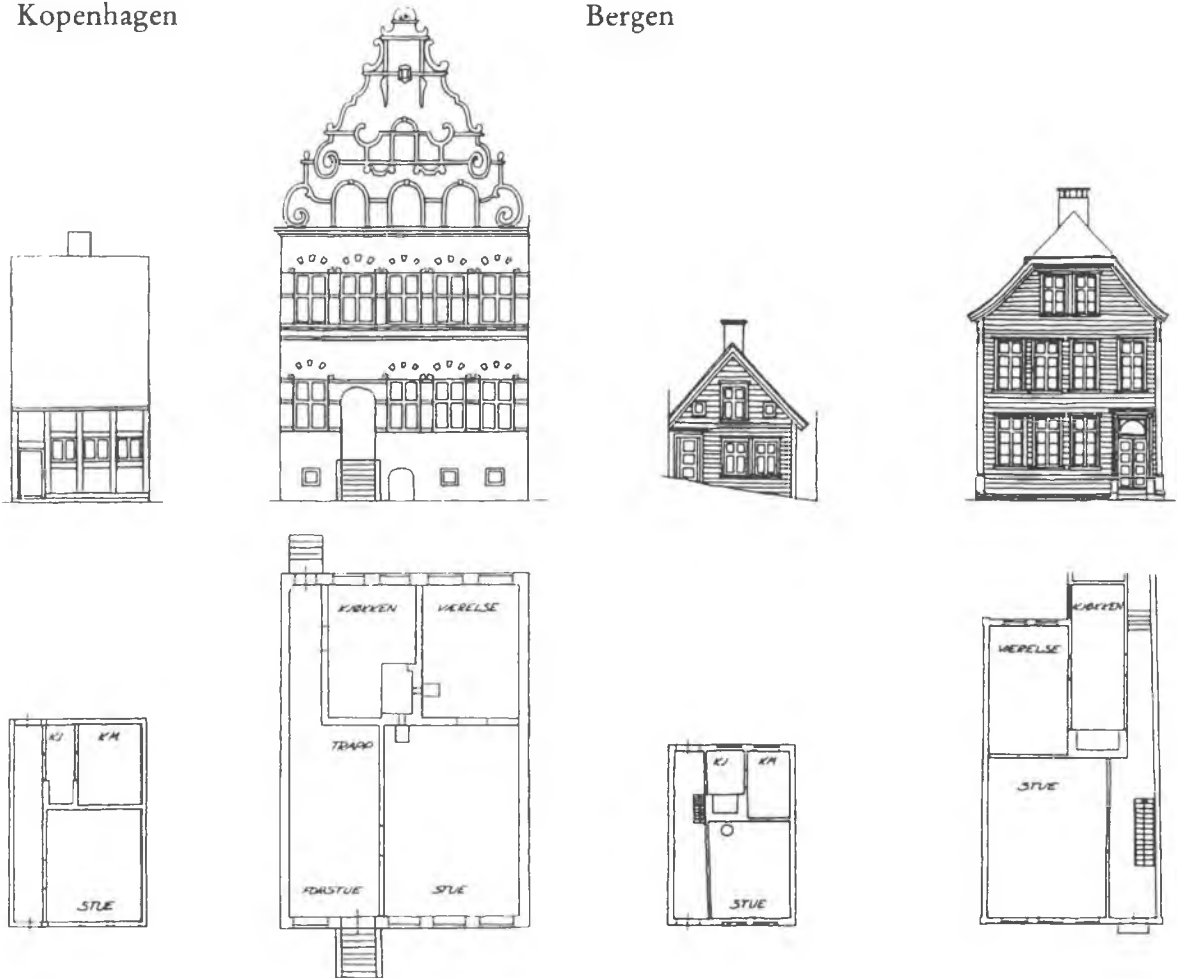 Kopenhagen
Bergen
KJØKKEN
VÆRELSE
TRAPP
FORSTUE
STUE
KJ.
KM.
STUE
KJ.
KM.
STUE
KJØKKEN
VÆRELSE
STUE